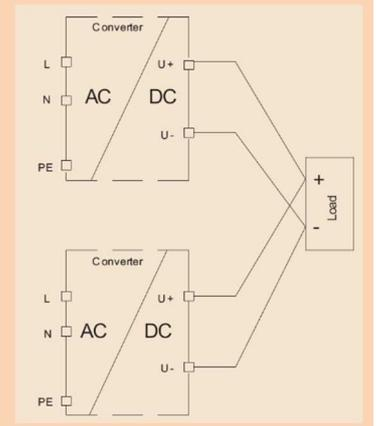 Converter
L
U+
N
AC
DC
U-
PE
+
Load
-
Converter
L
U+
N
AC
DC
U-
PE